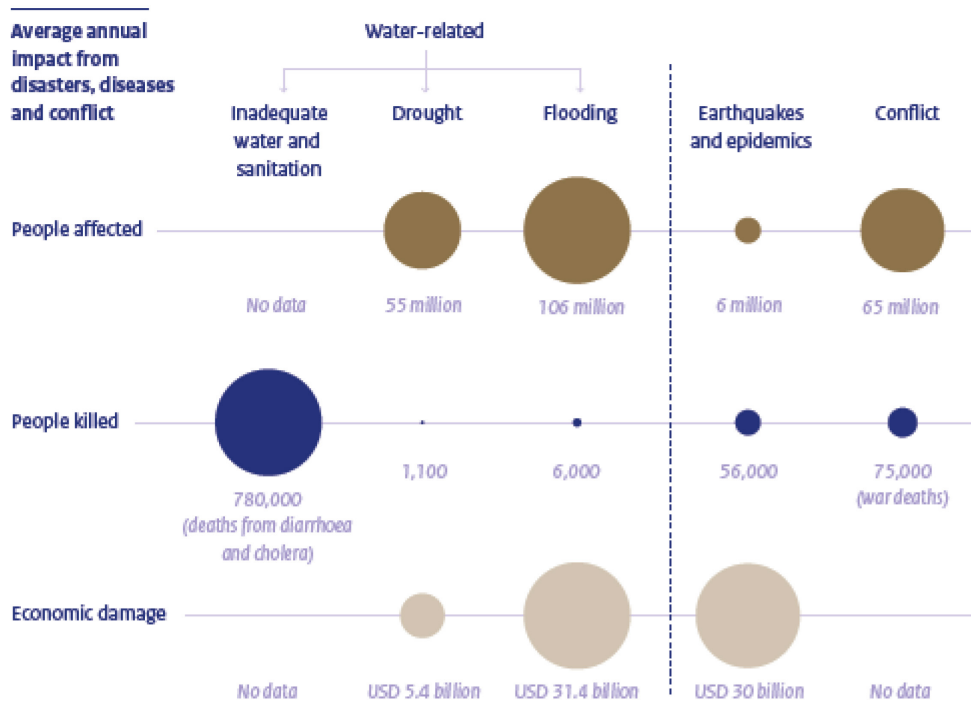 Average annual
impact from
disasters, diseases
and conflict
Water-related
Inadequate
water and
sanitation
Drought
Flooding
Earthquakes
and epidemics
Conflict
People affected
No data
55 million
106 million
6 million
65 million
People killed
780,000
(deaths from diarrhoea
and cholera)
1,100
6,000
56,000
75,000
(war deaths)
Economic damage
No data
USD 5.4 billion
USD 31.4 billion
USD 30 billion
No data